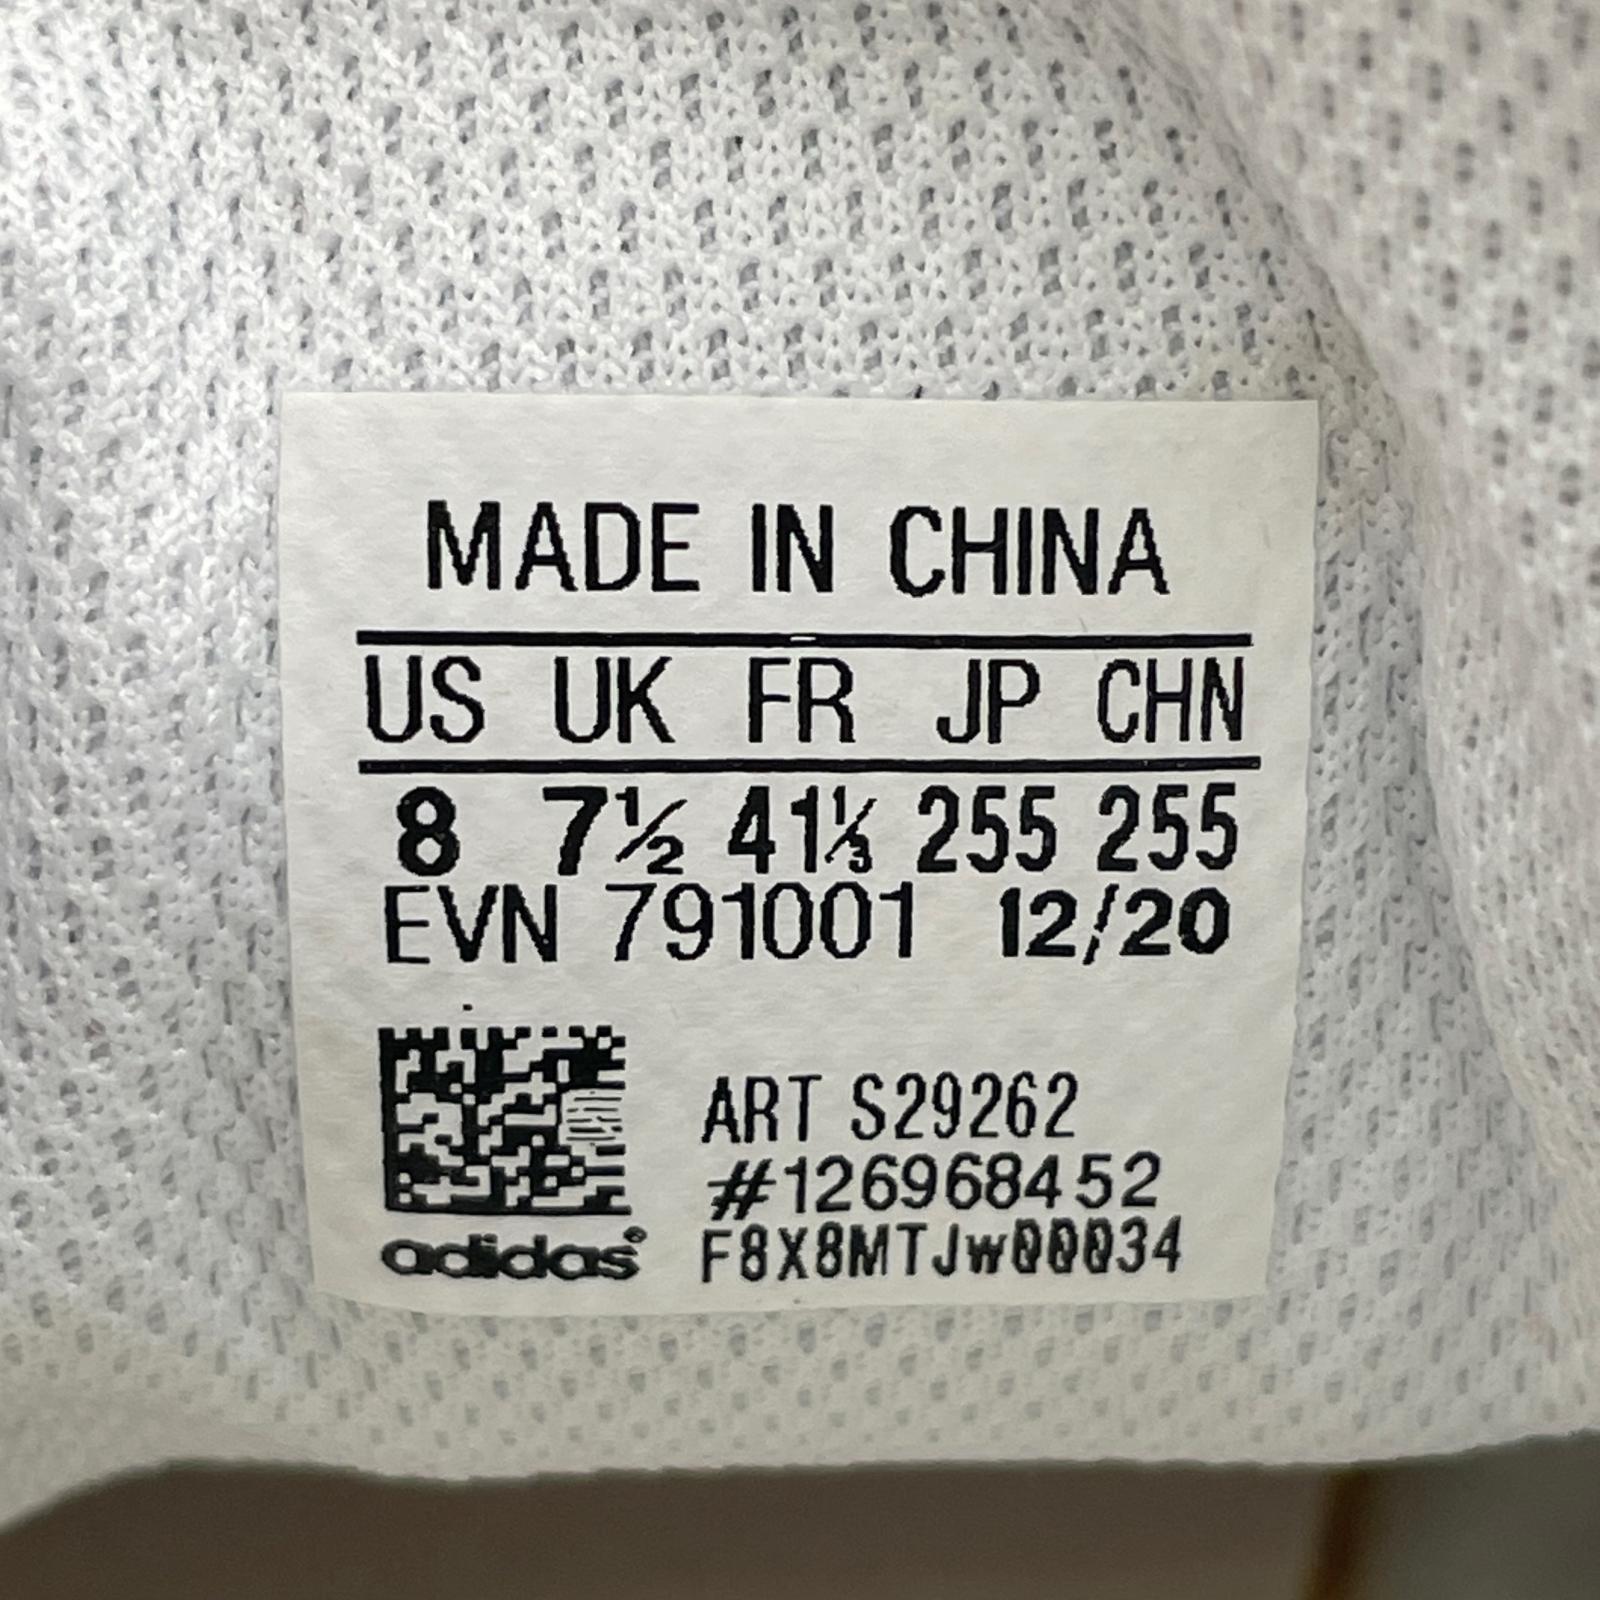 MADE IN CHINA
US UK FR JP CHN
8 7½ 41⅓ 255 255
EVN 791001 12/20
ART S29262
#126968452
F8X8MTJW00034
adidas®